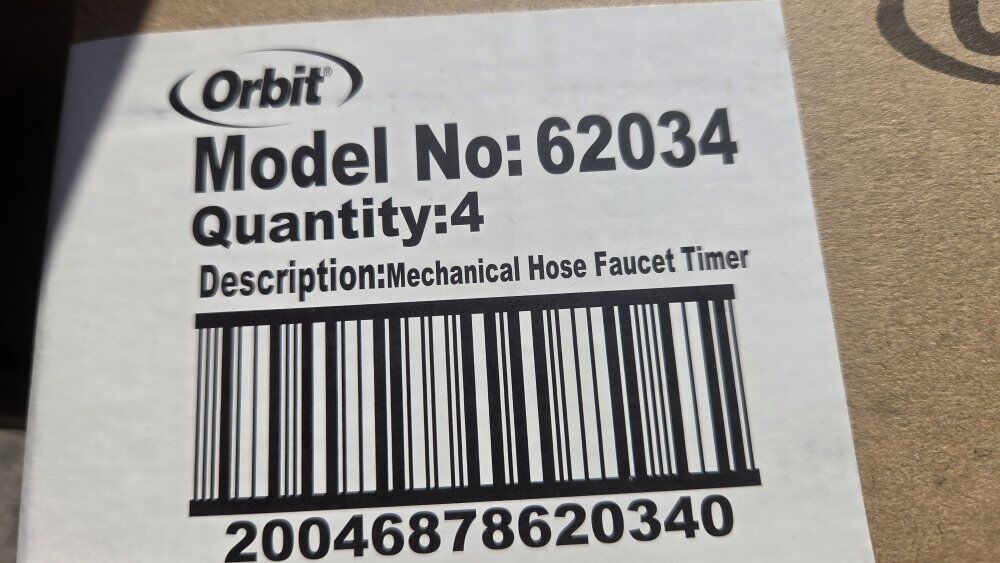 Orbit®
Model No: 62034
Quantity:4
Description:Mechanical Hose Faucet Timer
20046878620340